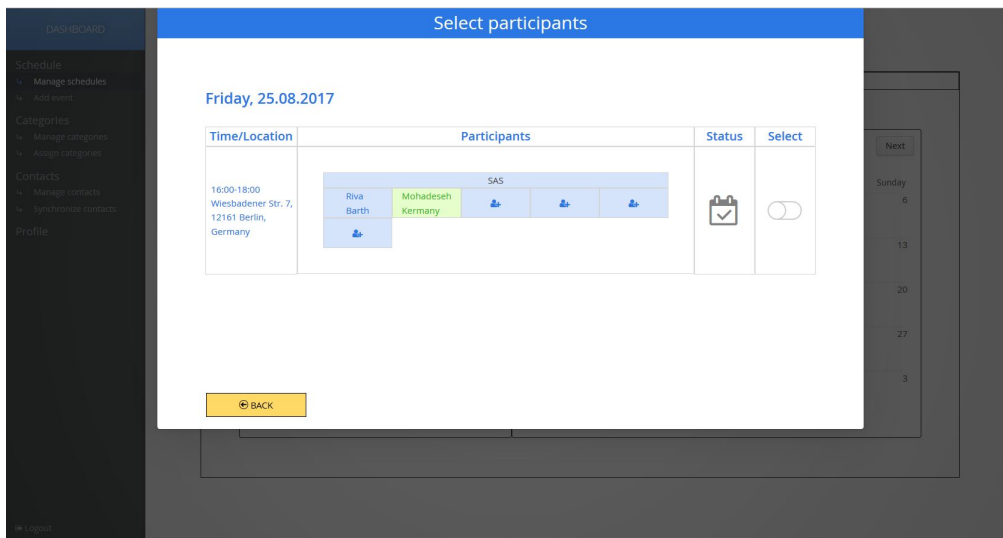 Select participants
DASHBOARD
Schedule
Manage schedules
Add event
Categories
Manage categories
Assign categories
Contacts
Manage contacts
Synchronize contacts
Profile
Logout
Friday, 25.08.2017
Time/Location Participants Status Select
16:00-18:00
Wiesbadener Str. 7,
12161 Berlin,
Germany
SAS
Riva
Barth
Mohadeseh
Kermany
BACK
Next
Sunday
6
13
20
27
3